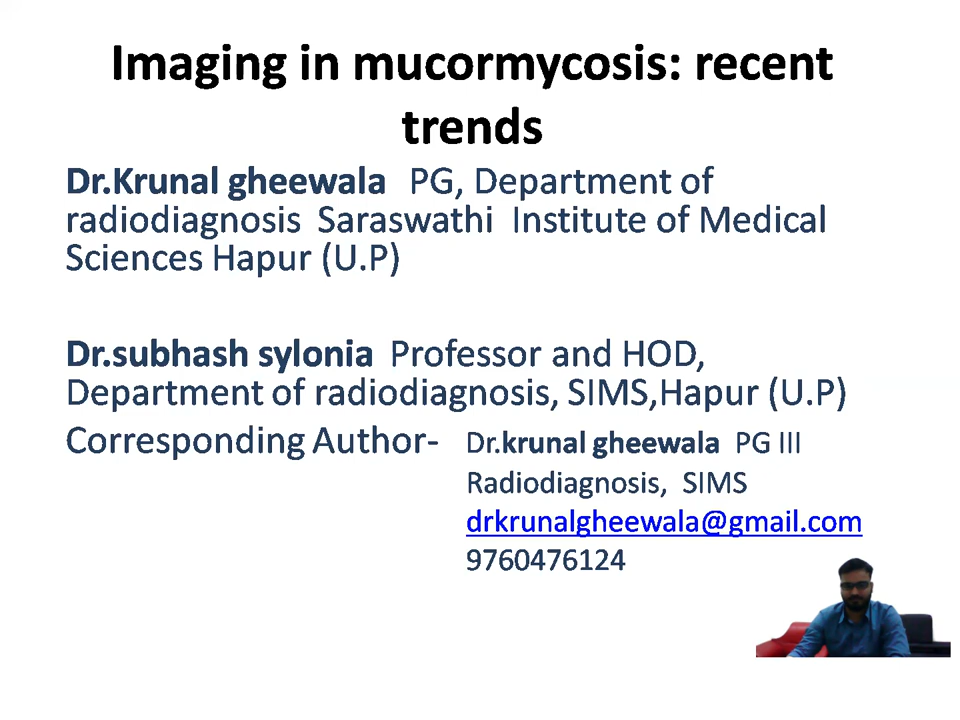 Imaging in mucormycosis: recent
trends
Dr.Krunal gheewala PG, Department of
radiodiagnosis Saraswathi Institute of Medical
Sciences Hapur (U.P)
Dr.subhash sylonia Professor and HOD,
Department of radiodiagnosis, SIMS,Hapur (U.P)
Corresponding Author- Dr.krunal gheewala PG III
Radiodiagnosis, SIMS
drkrunalgheewala@gmail.com
9760476124